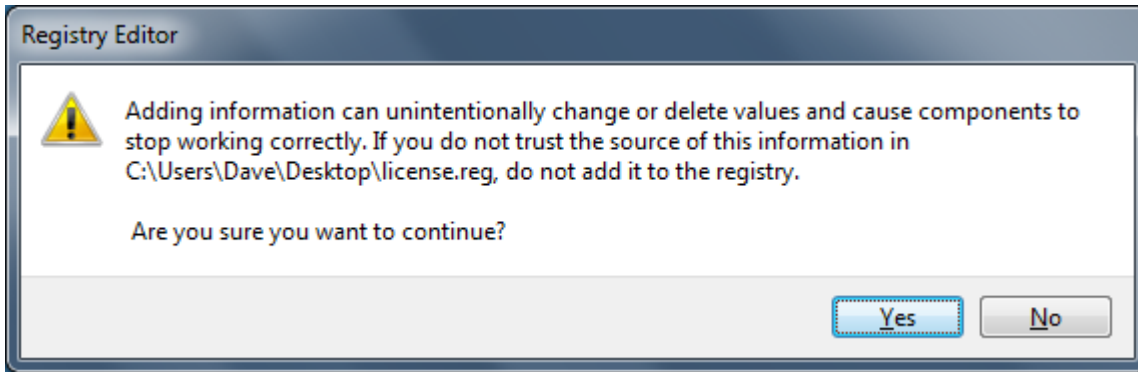 Registry Editor
Adding information can unintentionally change or delete values and cause components to
stop working correctly. If you do not trust the source of this information in
C:\Users\Dave\Desktop\license.reg, do not add it to the registry.
Are you sure you want to continue?
Yes
No